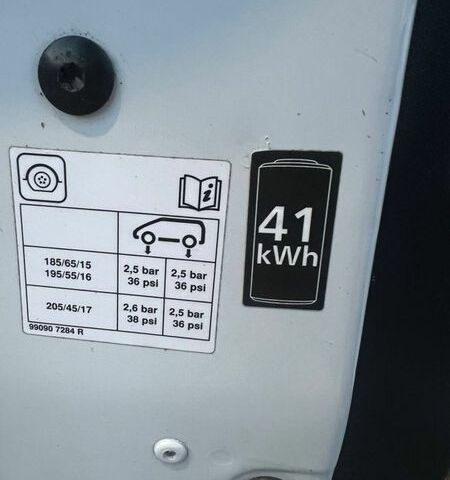 i
185/65/15
195/55/16
2,5 bar
36 psi
2,5 bar
36 psi
205/45/17
2,6 bar
38 psi
2,5 bar
36 psi
99090 7284 R
41
kWh